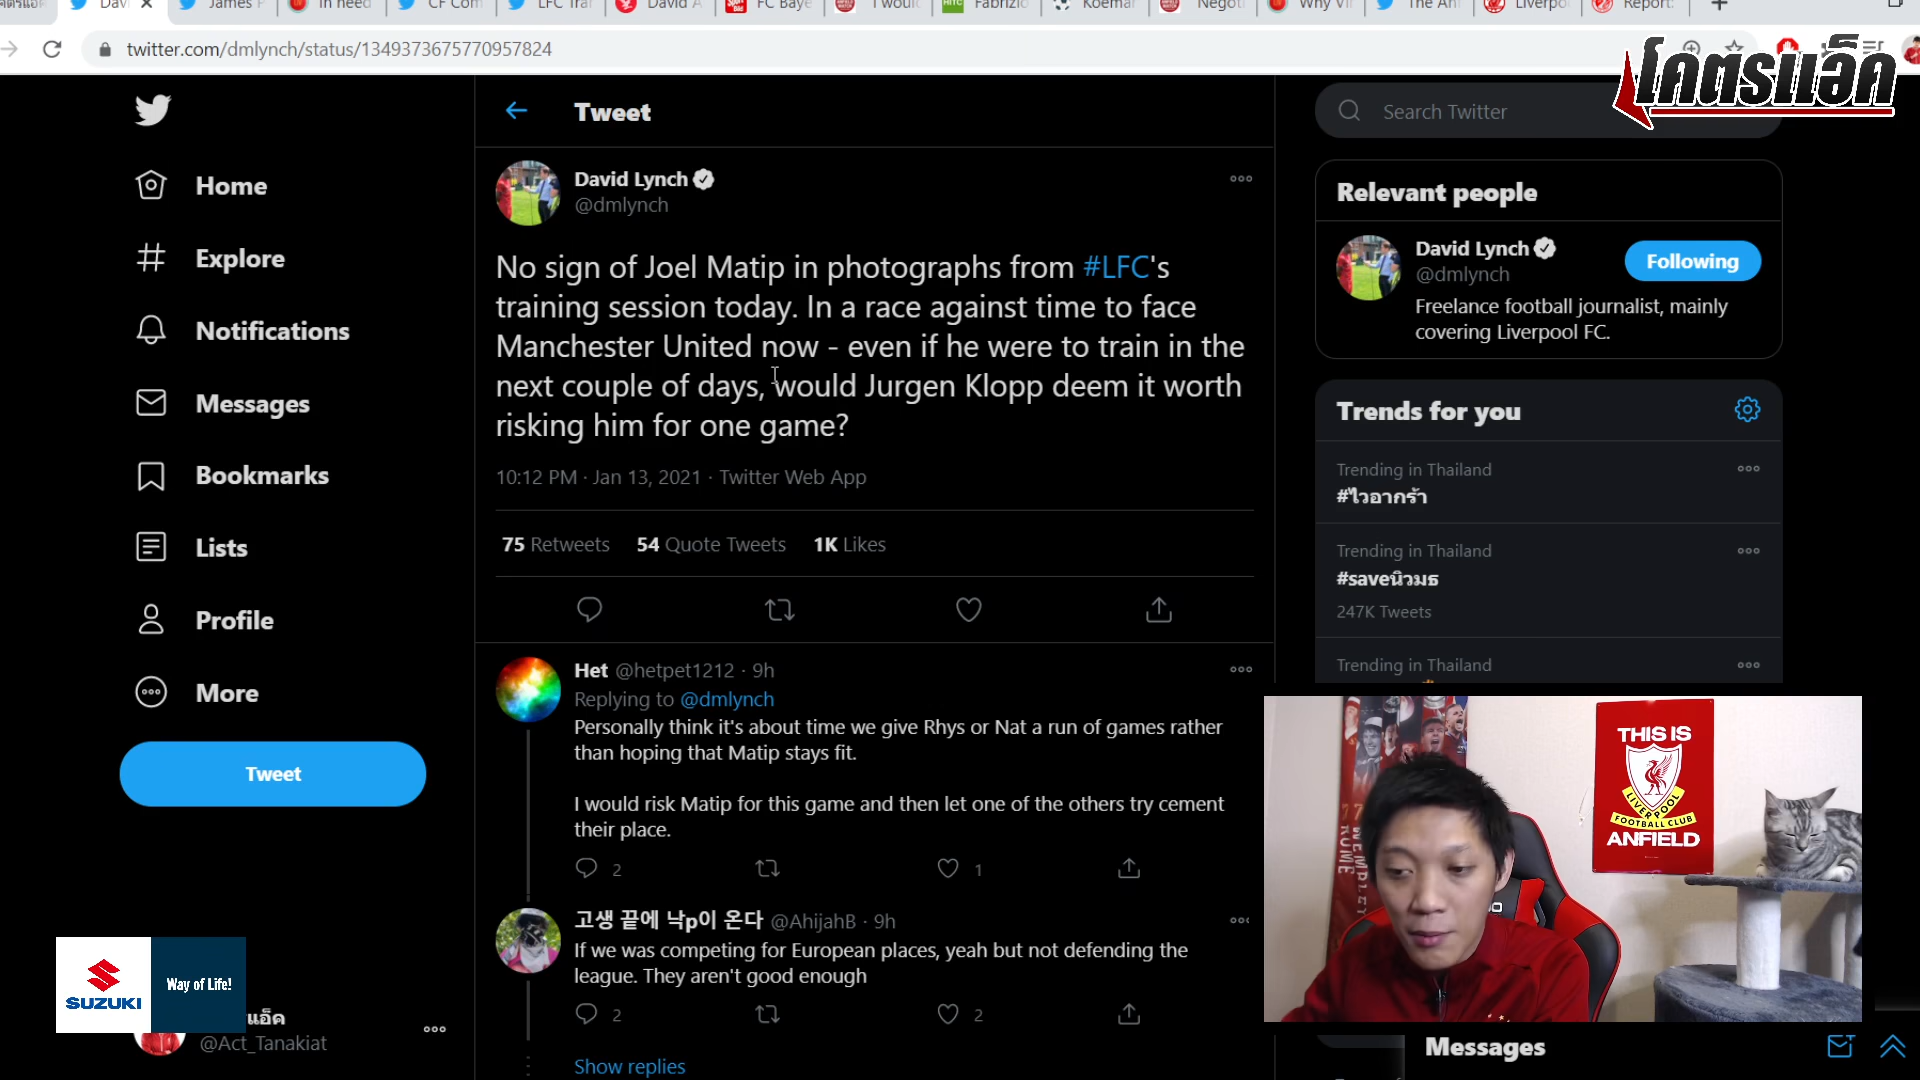 James
In need
CF Com
LFC Trai
David A
FC Baye
I would
Fabrizio
Koeman
Negoti
Why Vir
The Anf
Liverpo
Report:
twitter.com/dmlynch/status/1349373675770957824
โคตรแอ็ค
Home
Explore
Notifications
Messages
Bookmarks
Lists
Profile
More
Tweet
SUZUKI
Way of Life!
@Act_Tanakiat
Tweet
David Lynch
@dmlynch
No sign of Joel Matip in photographs from #LFC's
training session today. In a race against time to face
Manchester United now - even if he were to train in the
next couple of days, would Jurgen Klopp deem it worth
risking him for one game?
10:12 PM · Jan 13, 2021 · Twitter Web App
75 Retweets 54 Quote Tweets 1K Likes
Het @hetpet1212 · 9h
Replying to @dmlynch
Personally think it's about time we give Rhys or Nat a run of games rather
than hoping that Matip stays fit.
I would risk Matip for this game and then let one of the others try cement
their place.
2 1
고생 끝에 낙p이 온다 @AhijahB · 9h
If we was competing for European places, yeah but not defending the
league. They aren't good enough
2 2
Show replies
Search Twitter
Relevant people
David Lynch
@dmlynch
Following
Freelance football journalist, mainly
covering Liverpool FC.
Trends for you
Trending in Thailand
#ไวอากร้า
Trending in Thailand
#saveนิวมธ
247K Tweets
Trending in Thailand
THIS IS
LIVERPOOL
FOOTBALL CLUB
ANFIELD
Messages